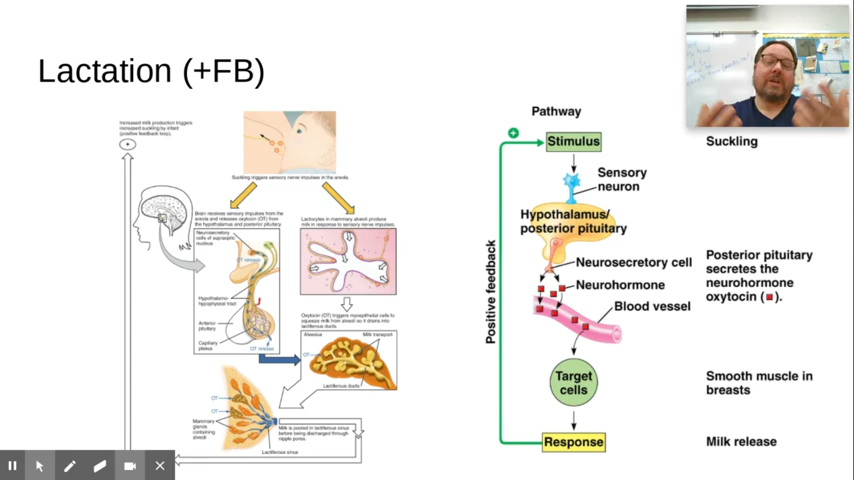 Lactation (+FB)
Increased milk production triggers
increased suckling by infant
(positive feedback loop).
+
Suckling triggers sensory nerve impulses in the areola.
Brain receives sensory impulses from the
areola and releases oxytocin (OT) from
the hypothalamus and posterior pituitary.
Lactocytes in mammary alveoli produce
milk in response to sensory nerve impulses.
Neurosecretory
cells of supraoptic
nucleus
OT release
Hypothalamo-
hypophyseal tract
Anterior
pituitary
Capillary
plexus
OT release
Oxytocin (OT) triggers myoepithelial cells to
squeeze milk from alveoli so it drains into
lactiferous ducts.
Alveolus
Milk transport
OT
Lactiferous ducts
OT
OT
Mammary
glands
containing
alveoli
Milk is pooled in lactiferous sinus
before being discharged through
nipple pores.
Lactiferous sinus
Pathway
+
Stimulus
Suckling
Sensory
neuron
Hypothalamus/
posterior pituitary
Positive feedback
Neurosecretory cell
Neurohormone
Blood vessel
Posterior pituitary
secretes the
neurohormone
oxytocin ( ).
Target
cells
Smooth muscle in
breasts
Response
Milk release